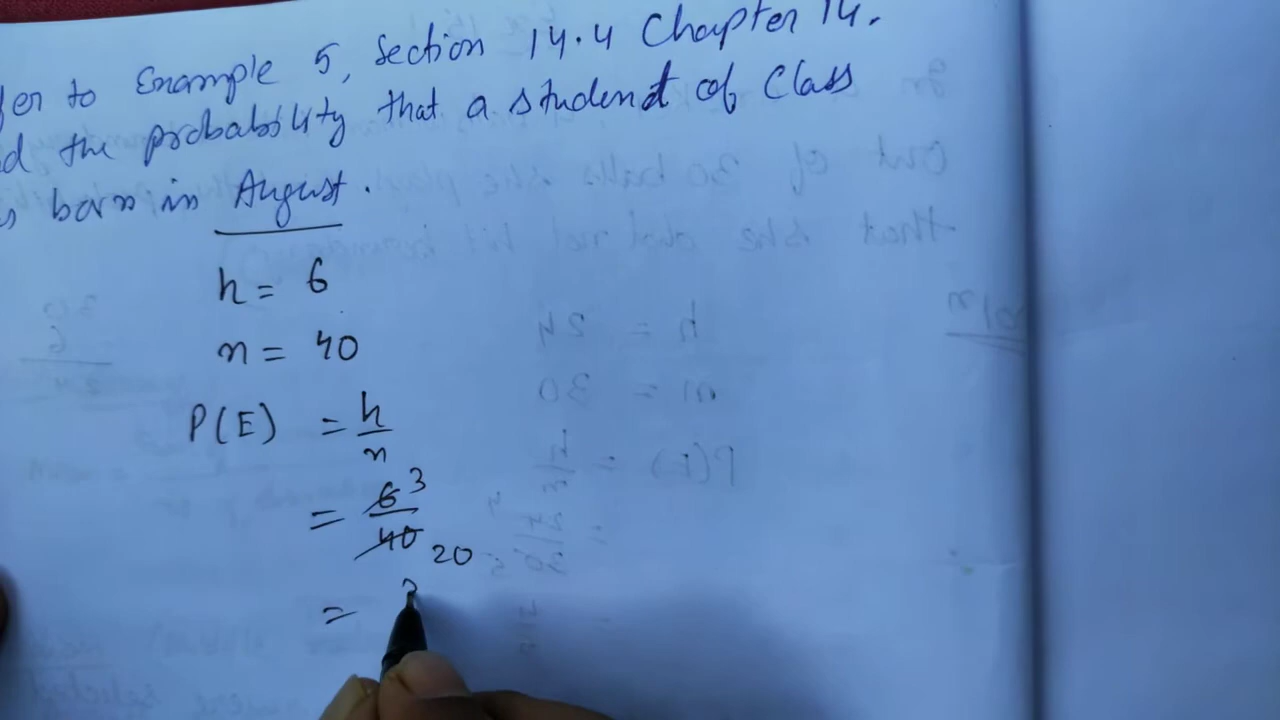 er to Example 5, Section 14.4 Chapter 14.
d the probability that a student of Class
s born in August.
h = 6
n = 40
P(E) = h/n
= 6/40 3 20
=